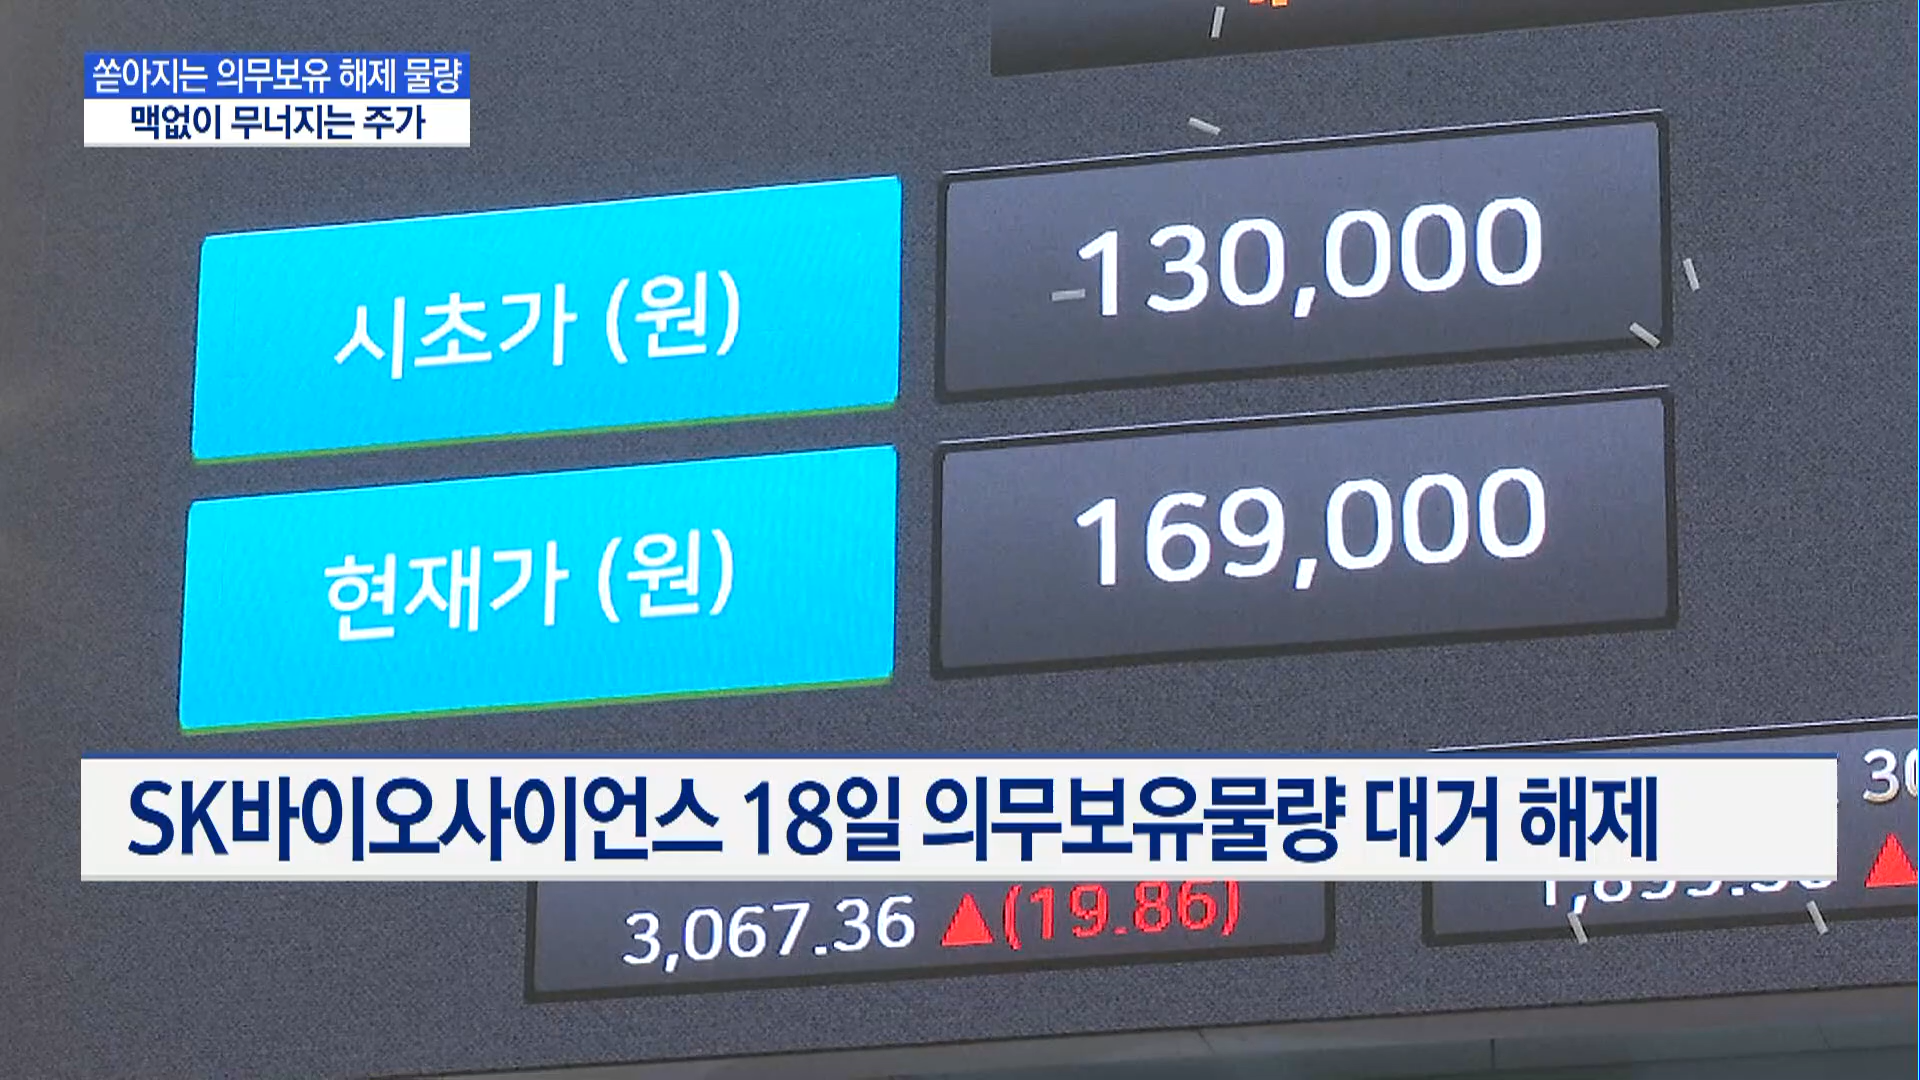 쏟아지는 의무보유 해제 물량
맥없이 무너지는 주가
시초가 (원)
130,000
현재가 (원)
169,000
SK바이오사이언스 18일 의무보유물량 대거 해제
3,067.36 ▲(19.86)